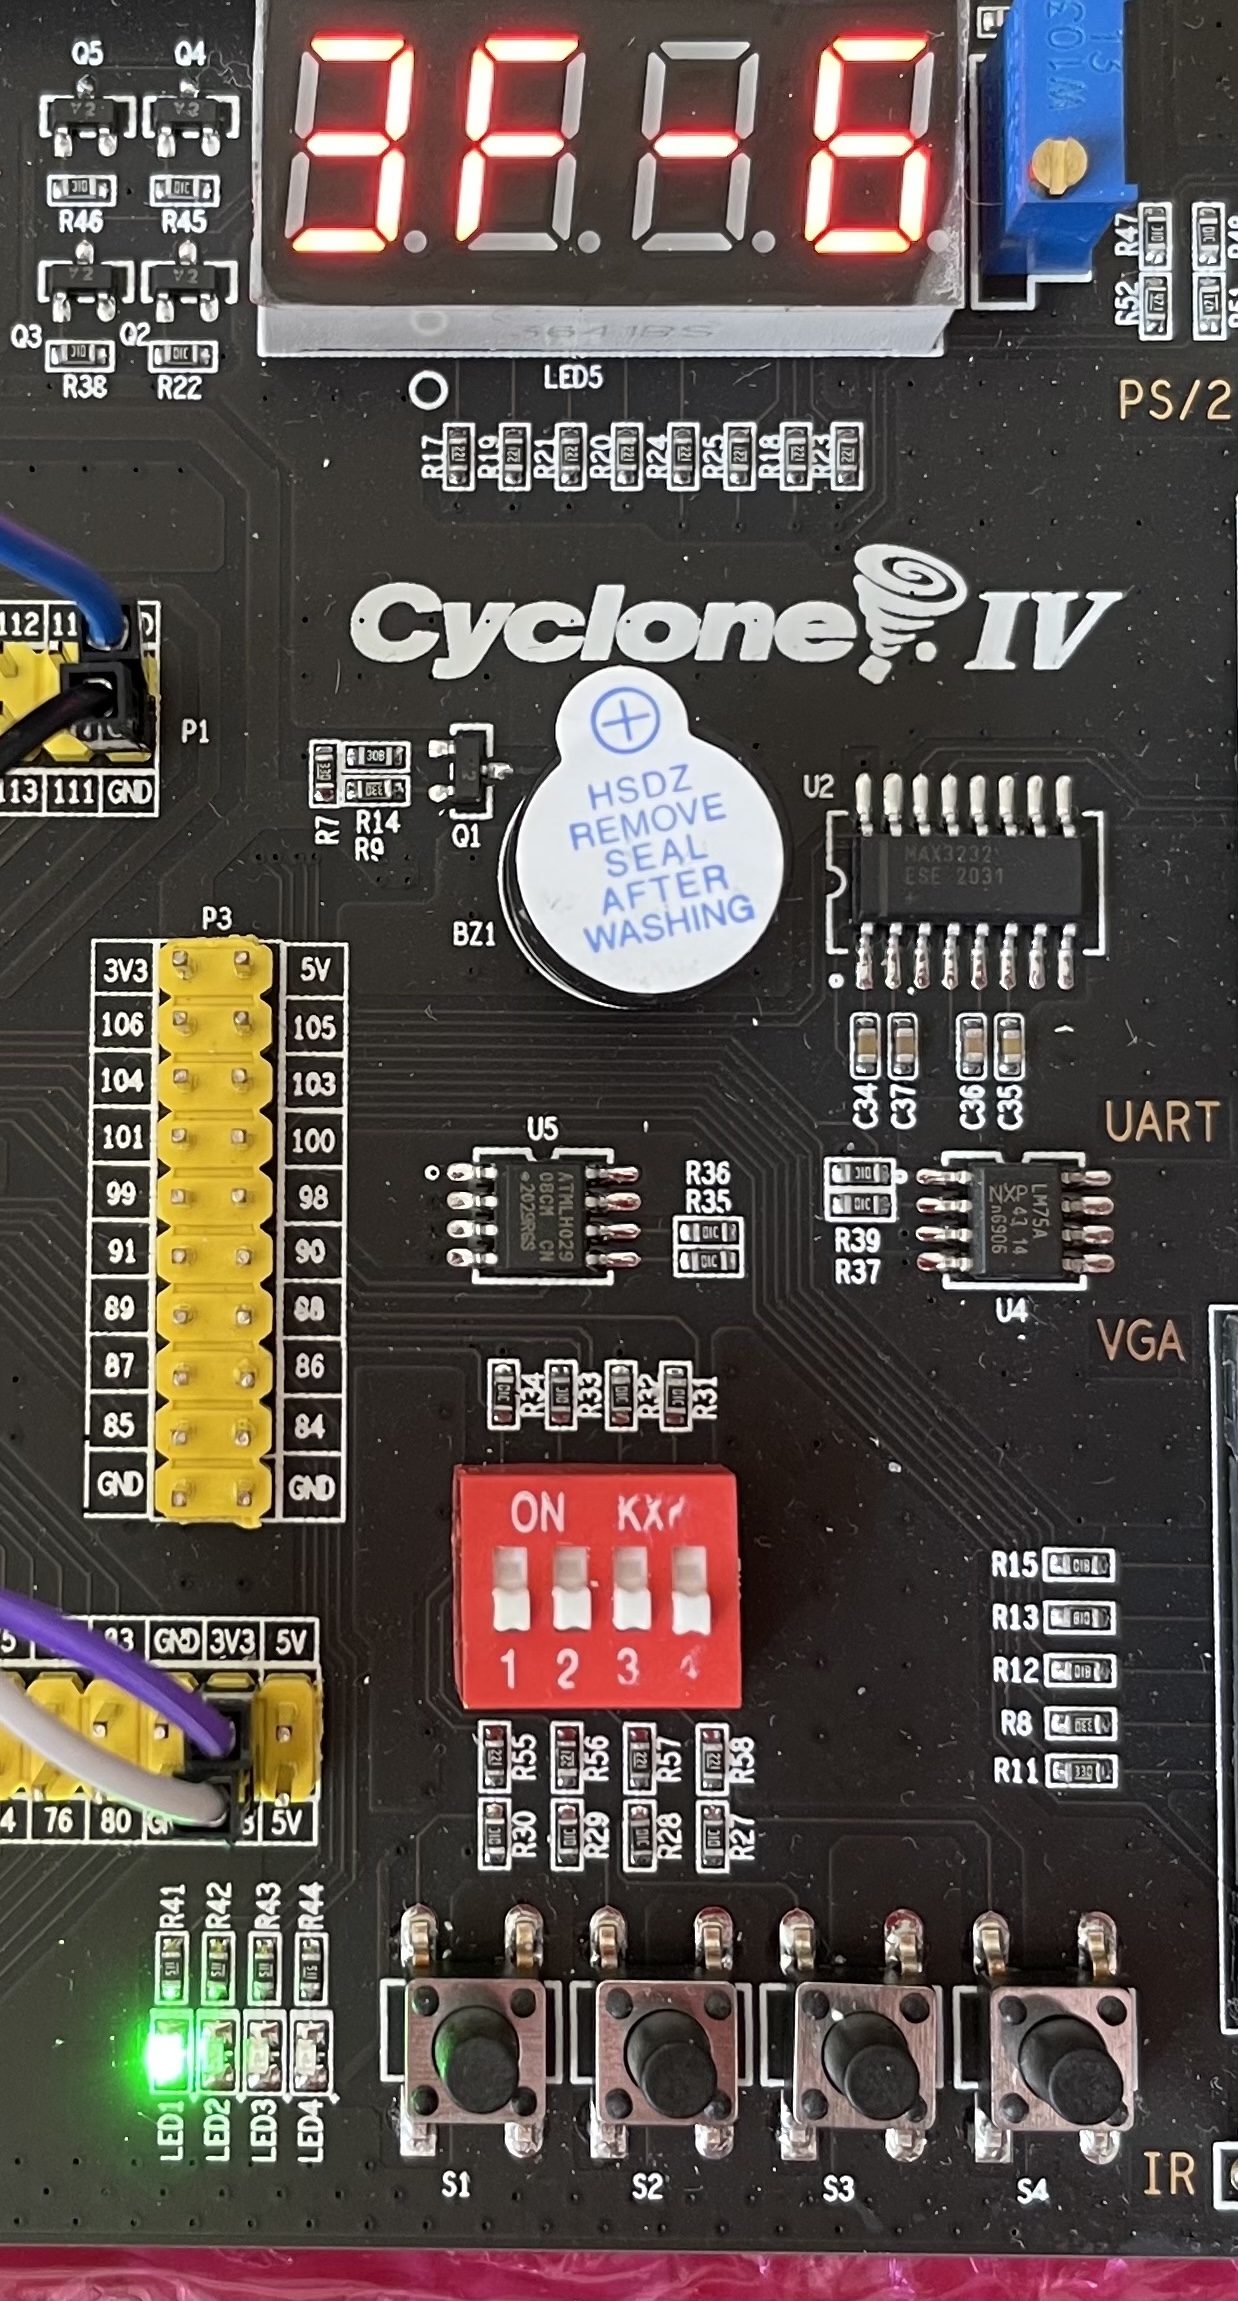 Q5 Q4
R46 R45
Q3 Q2
R38 R22
3641BS
W103
13
R47
R52
LED5
PS/2
R17 R19 R21 R20 R24 R25 R18 R23
Cyclone IV
112
P1
113 111 GND
R7 R14
R9
Q1
HSDZ
REMOVE
SEAL
AFTER
WASHING
BZ1
U2
MAX3232
ESE 2031
C34 C37 C36 C35
UART
P3
3V3 5V
106 105
104 103
101 100
99 98
91 90
89 88
87 86
85 84
GND GND
U5
ATMLH029
08CM CN
R36
R35
R39
R37
LM75A
NXP 43 14
n6906
U4
VGA
R34 R33 R32 R31
ON
1 2 3 4
R15
R13
R12
R8
R11
R55 R56 R57 R58
R30 R29 R28 R27
GND 3V3 5V
76 80 5V
R41 R42 R43 R44
LED1 LED2 LED3 LED4
S1 S2 S3 S4
IR